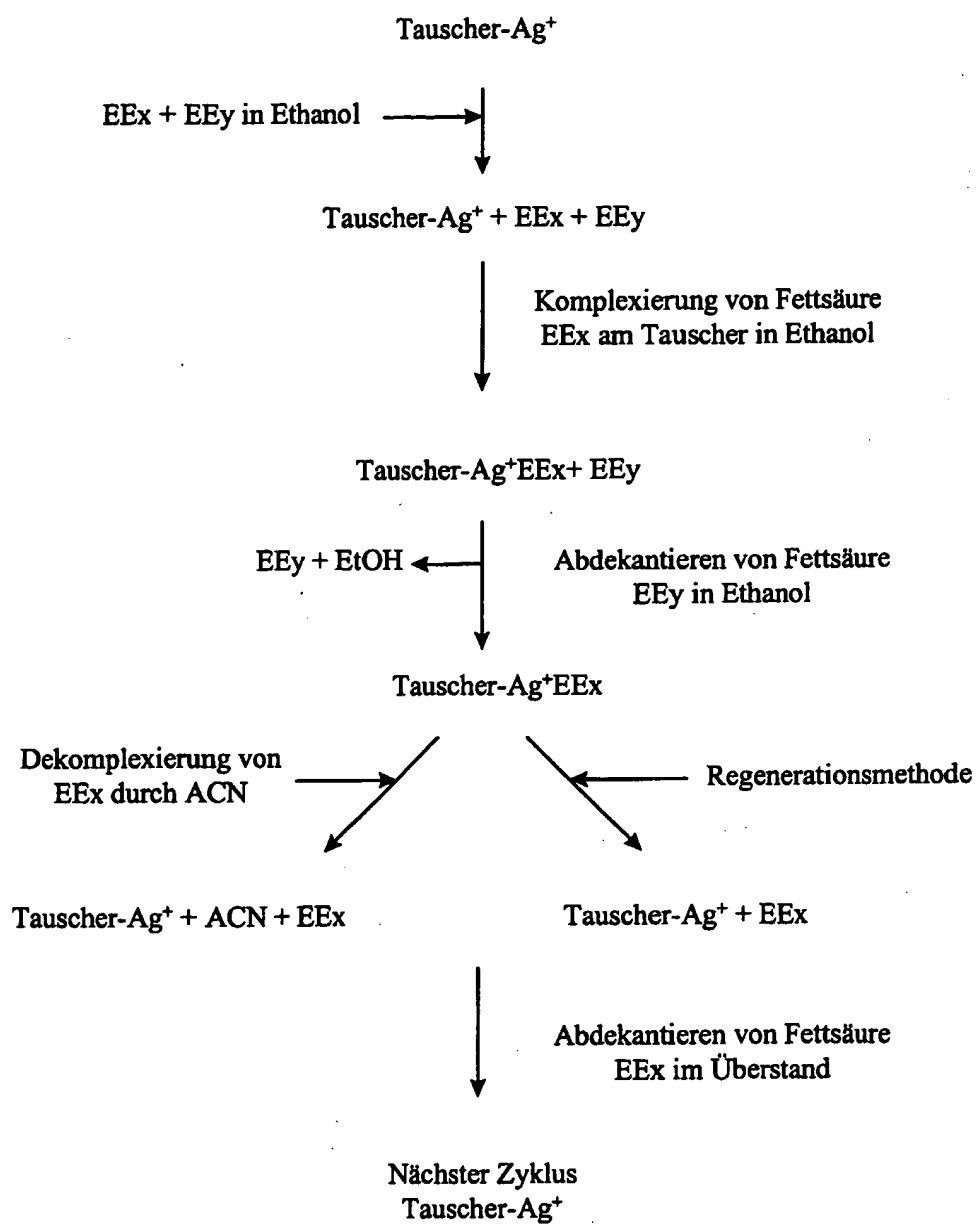 Tauscher-Ag⁺
EEx + EEy in Ethanol
Tauscher-Ag⁺ + EEx + EEy
Komplexierung von Fettsäure
EEx am Tauscher in Ethanol
Tauscher-Ag⁺EEx+ EEy
EEy + EtOH
Abdekantieren von Fettsäure
EEy in Ethanol
Tauscher-Ag⁺EEx
Dekomplexierung von
EEx durch ACN
Regenerationsmethode
Tauscher-Ag⁺ + ACN + EEx
Tauscher-Ag⁺ + EEx
Abdekantieren von Fettsäure
EEx im Überstand
Nächster Zyklus
Tauscher-Ag⁺